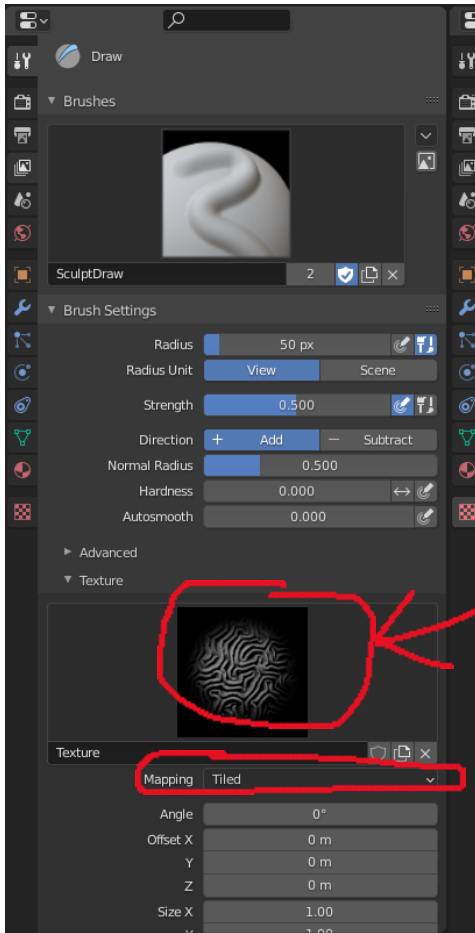 Draw
Brushes
SculptDraw 2
Brush Settings
Radius 50 px
Radius Unit View Scene
Strength 0.500
Direction + Add − Subtract
Normal Radius 0.500
Hardness 0.000
Autosmooth 0.000
Advanced
Texture
Texture
Mapping Tiled
Angle 0°
Offset X 0 m
Y 0 m
Z 0 m
Size X 1.00
Y 1.00